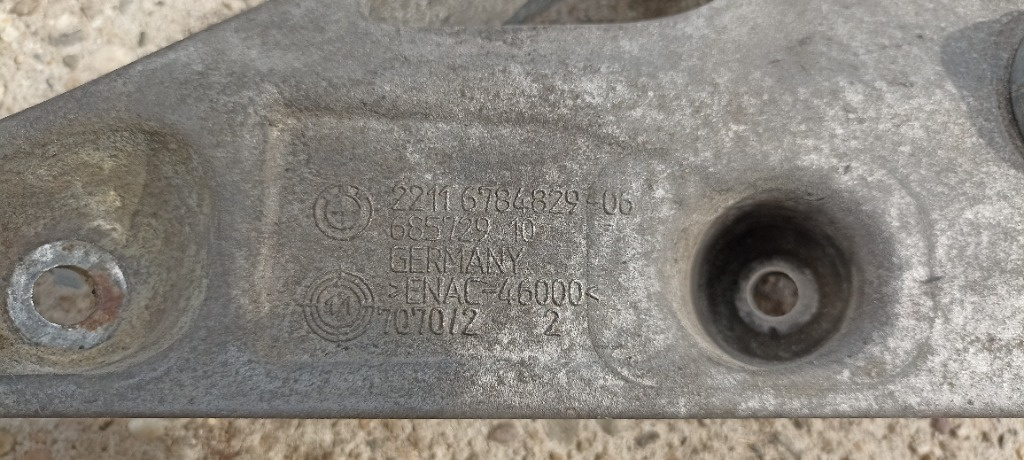 2211 6784829-06
685729 10
GERMANY
>ENAC-46000<
7070/2 2